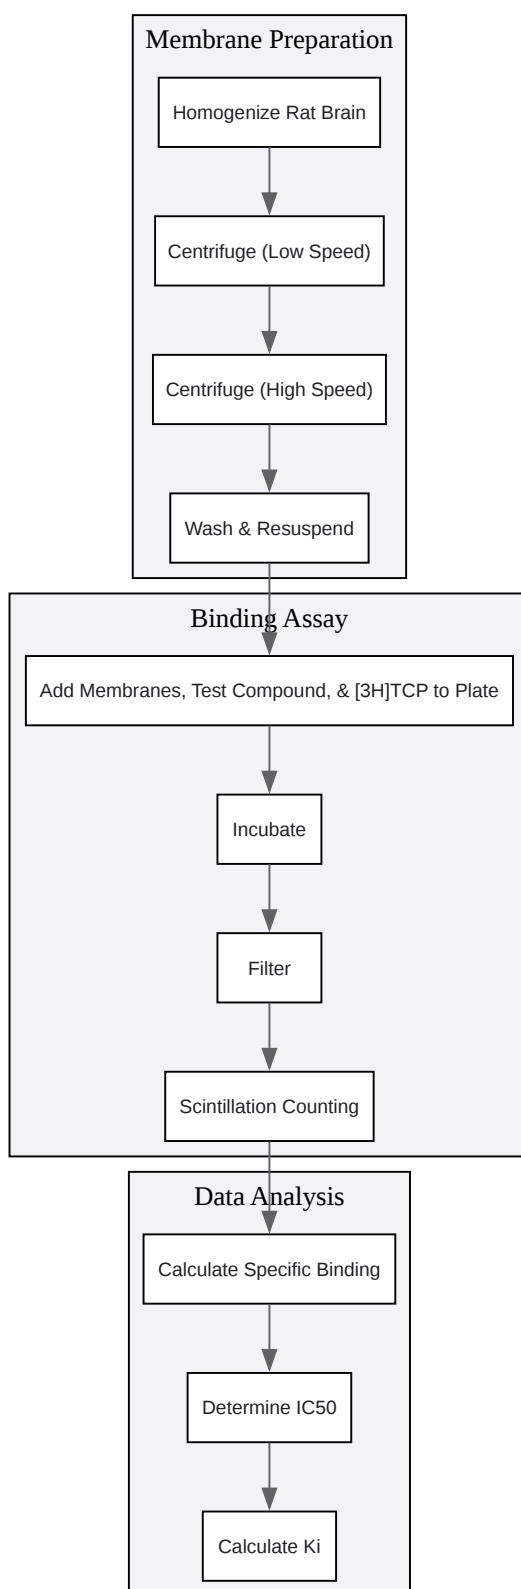 Membrane Preparation
Homogenize Rat Brain
Centrifuge (Low Speed)
Centrifuge (High Speed)
Wash & Resuspend
Binding Assay
Add Membranes, Test Compound, & [3H]TCP to Plate
Incubate
Filter
Scintillation Counting
Data Analysis
Calculate Specific Binding
Determine IC50
Calculate Ki